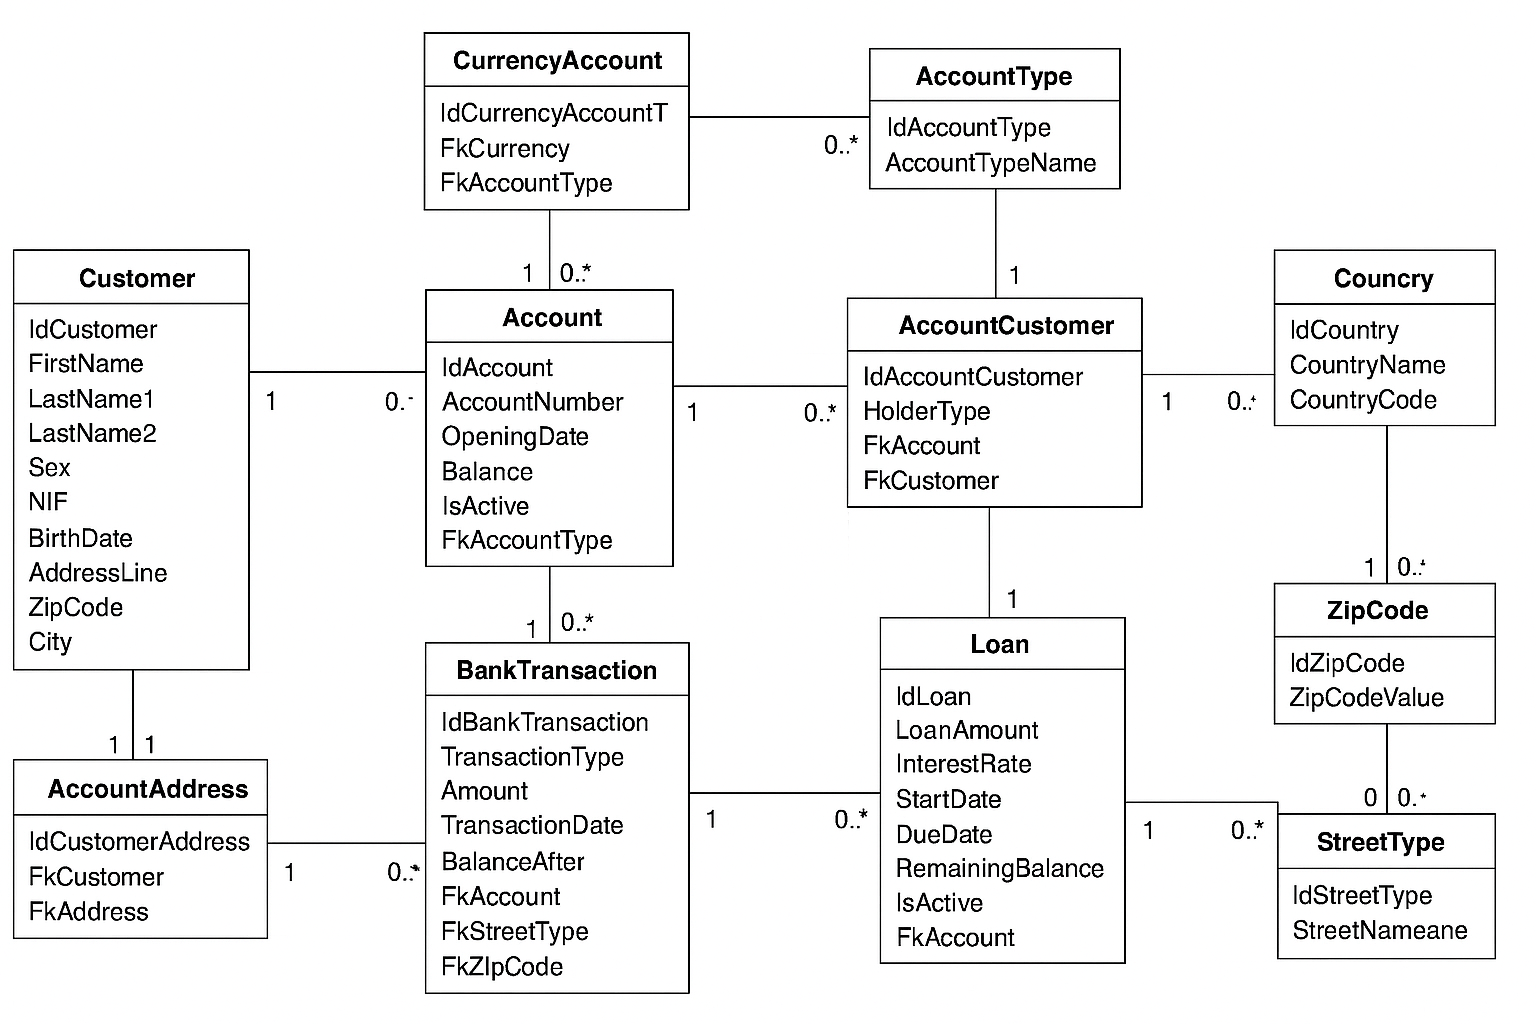 CurrencyAccount
IdCurrencyAccountT
FkCurrency
FkAccountType
0..*
AccountType
IdAccountType
AccountTypeName
1 0..*
1
Customer
IdCustomer
FirstName
LastName1
LastName2
Sex
NIF
BirthDate
AddressLine
ZipCode
City
1 0..-
Account
IdAccount
AccountNumber
OpeningDate
Balance
IsActive
FkAccountType
1 0..*
AccountCustomer
IdAccountCustomer
HolderType
FkAccount
FkCustomer
1 0..*
Councry
IdCountry
CountryName
CountryCode
1 0..*
1
1 0..*
1 1
AccountAddress
IdCustomerAddress
FkCustomer
FkAddress
1 0..*
BankTransaction
IdBankTransaction
TransactionType
Amount
TransactionDate
BalanceAfter
FkAccount
FkStreetType
FkZIpCode
1 0..*
Loan
IdLoan
LoanAmount
InterestRate
StartDate
DueDate
RemainingBalance
IsActive
FkAccount
1 0..*
ZipCode
IdZipCode
ZipCodeValue
0 0..*
StreetType
IdStreetType
StreetNameane